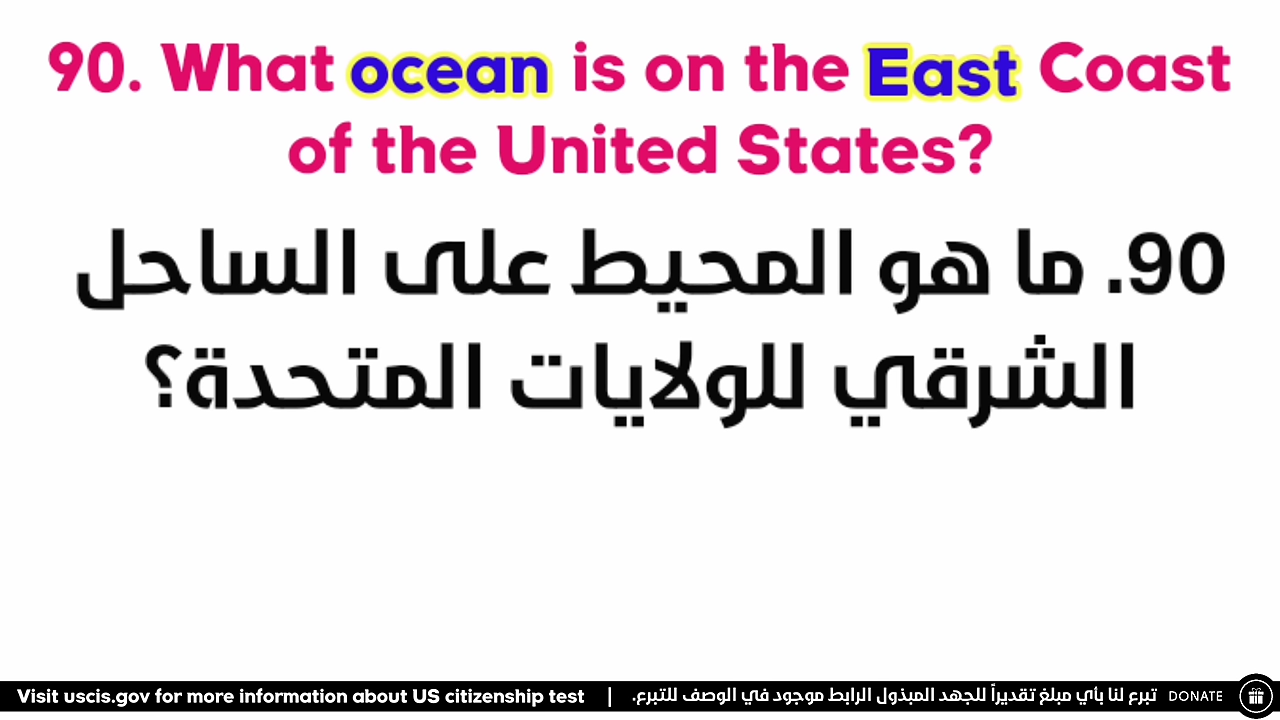 90. What ocean is on the East Coast
of the United States?
90. ما هو المحيط على الساحل
الشرقي للولايات المتحدة؟
Visit uscis.gov for more information about US citizenship test | تبرع لنا بأي مبلغ تقديراً للجهد المبذول الرابط موجود في الوصف للتبرع. DONATE